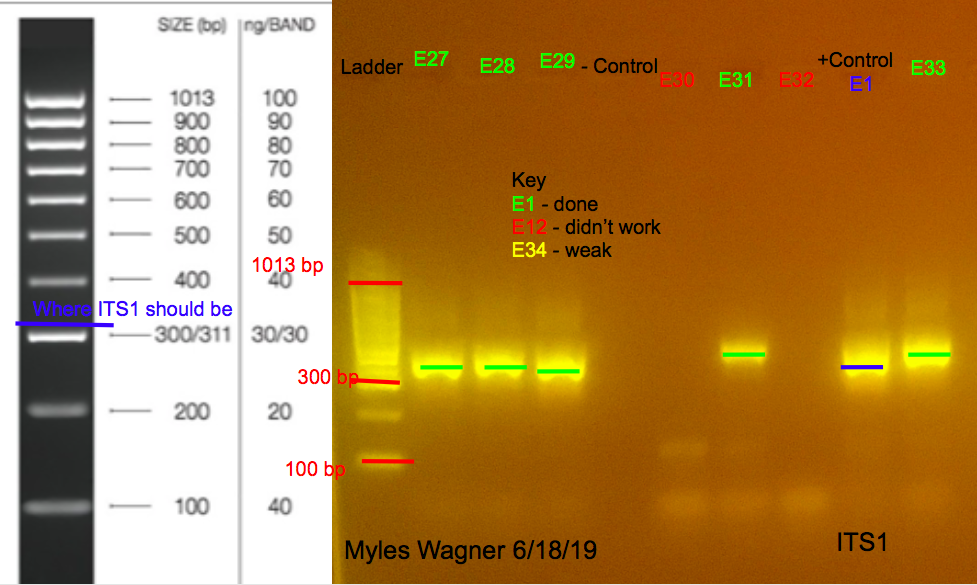 SIZE (bp) ng/BAND
1013 100
900 90
800 80
700 70
600 60
500 50
400 40
Where ITS1 should be
300/311 30/30
200 20
100 40
Ladder E27 E28 E29 - Control E30 E31 E32 +Control E33
E1
Key
E1 - done
E12 - didn't work
E34 - weak
1013 bp
300 bp
100 bp
Myles Wagner 6/18/19
ITS1